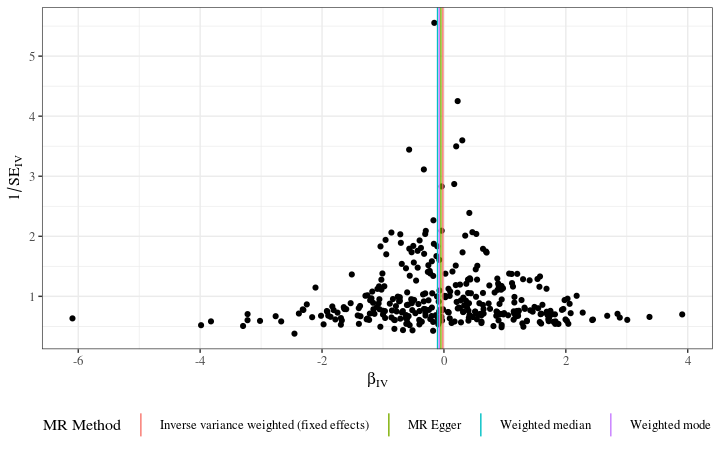 1/SE_IV
5
4
3
2
1
-6
-4
-2
0
2
4
β_IV
MR Method
Inverse variance weighted (fixed effects)
MR Egger
Weighted median
Weighted mode